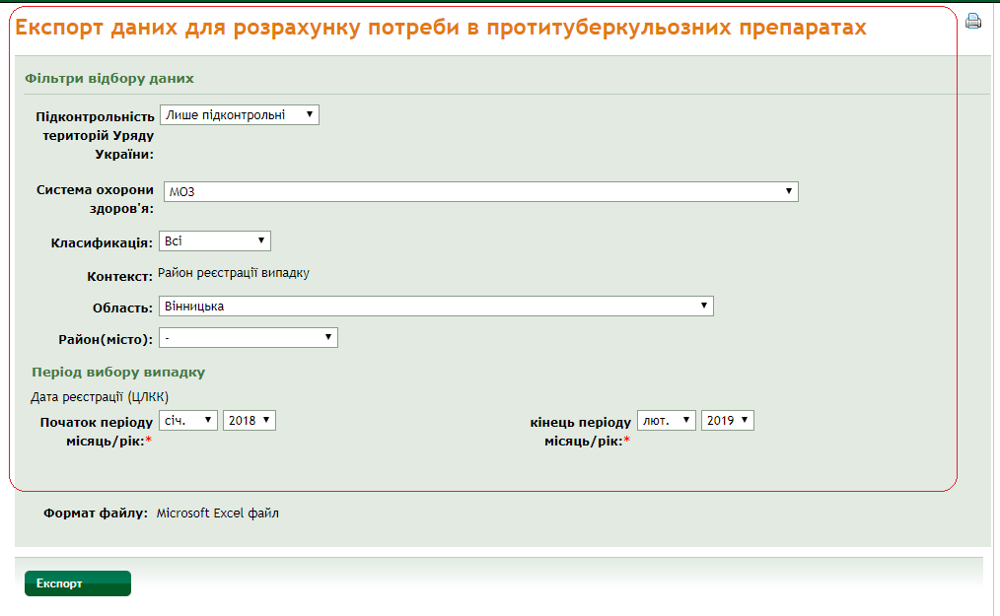 Експорт даних для розрахунку потреби в протитуберкульозних препаратах
Фільтри відбору даних
Підконтрольність Лише підконтрольні
територій Уряду
України:
Система охорони МОЗ
здоров'я:
Класифікація: Всі
Контекст: Район реєстрації випадку
Область: Вінницька
Район(місто): -
Період вибору випадку
Дата реєстрації (ЦЛКК)
Початок періоду січ. 2018 кінець періоду лют. 2019
місяць/рік:* місяць/рік:*
Формат файлу: Microsoft Excel файл
Експорт